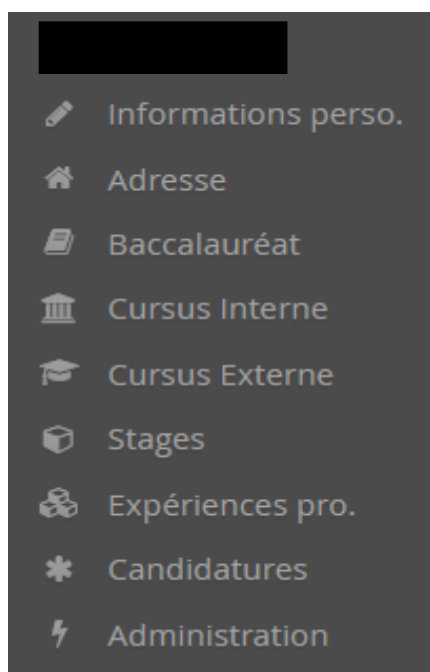 Informations perso.
Adresse
Baccalauréat
Cursus Interne
Cursus Externe
Stages
Expériences pro.
Candidatures
Administration